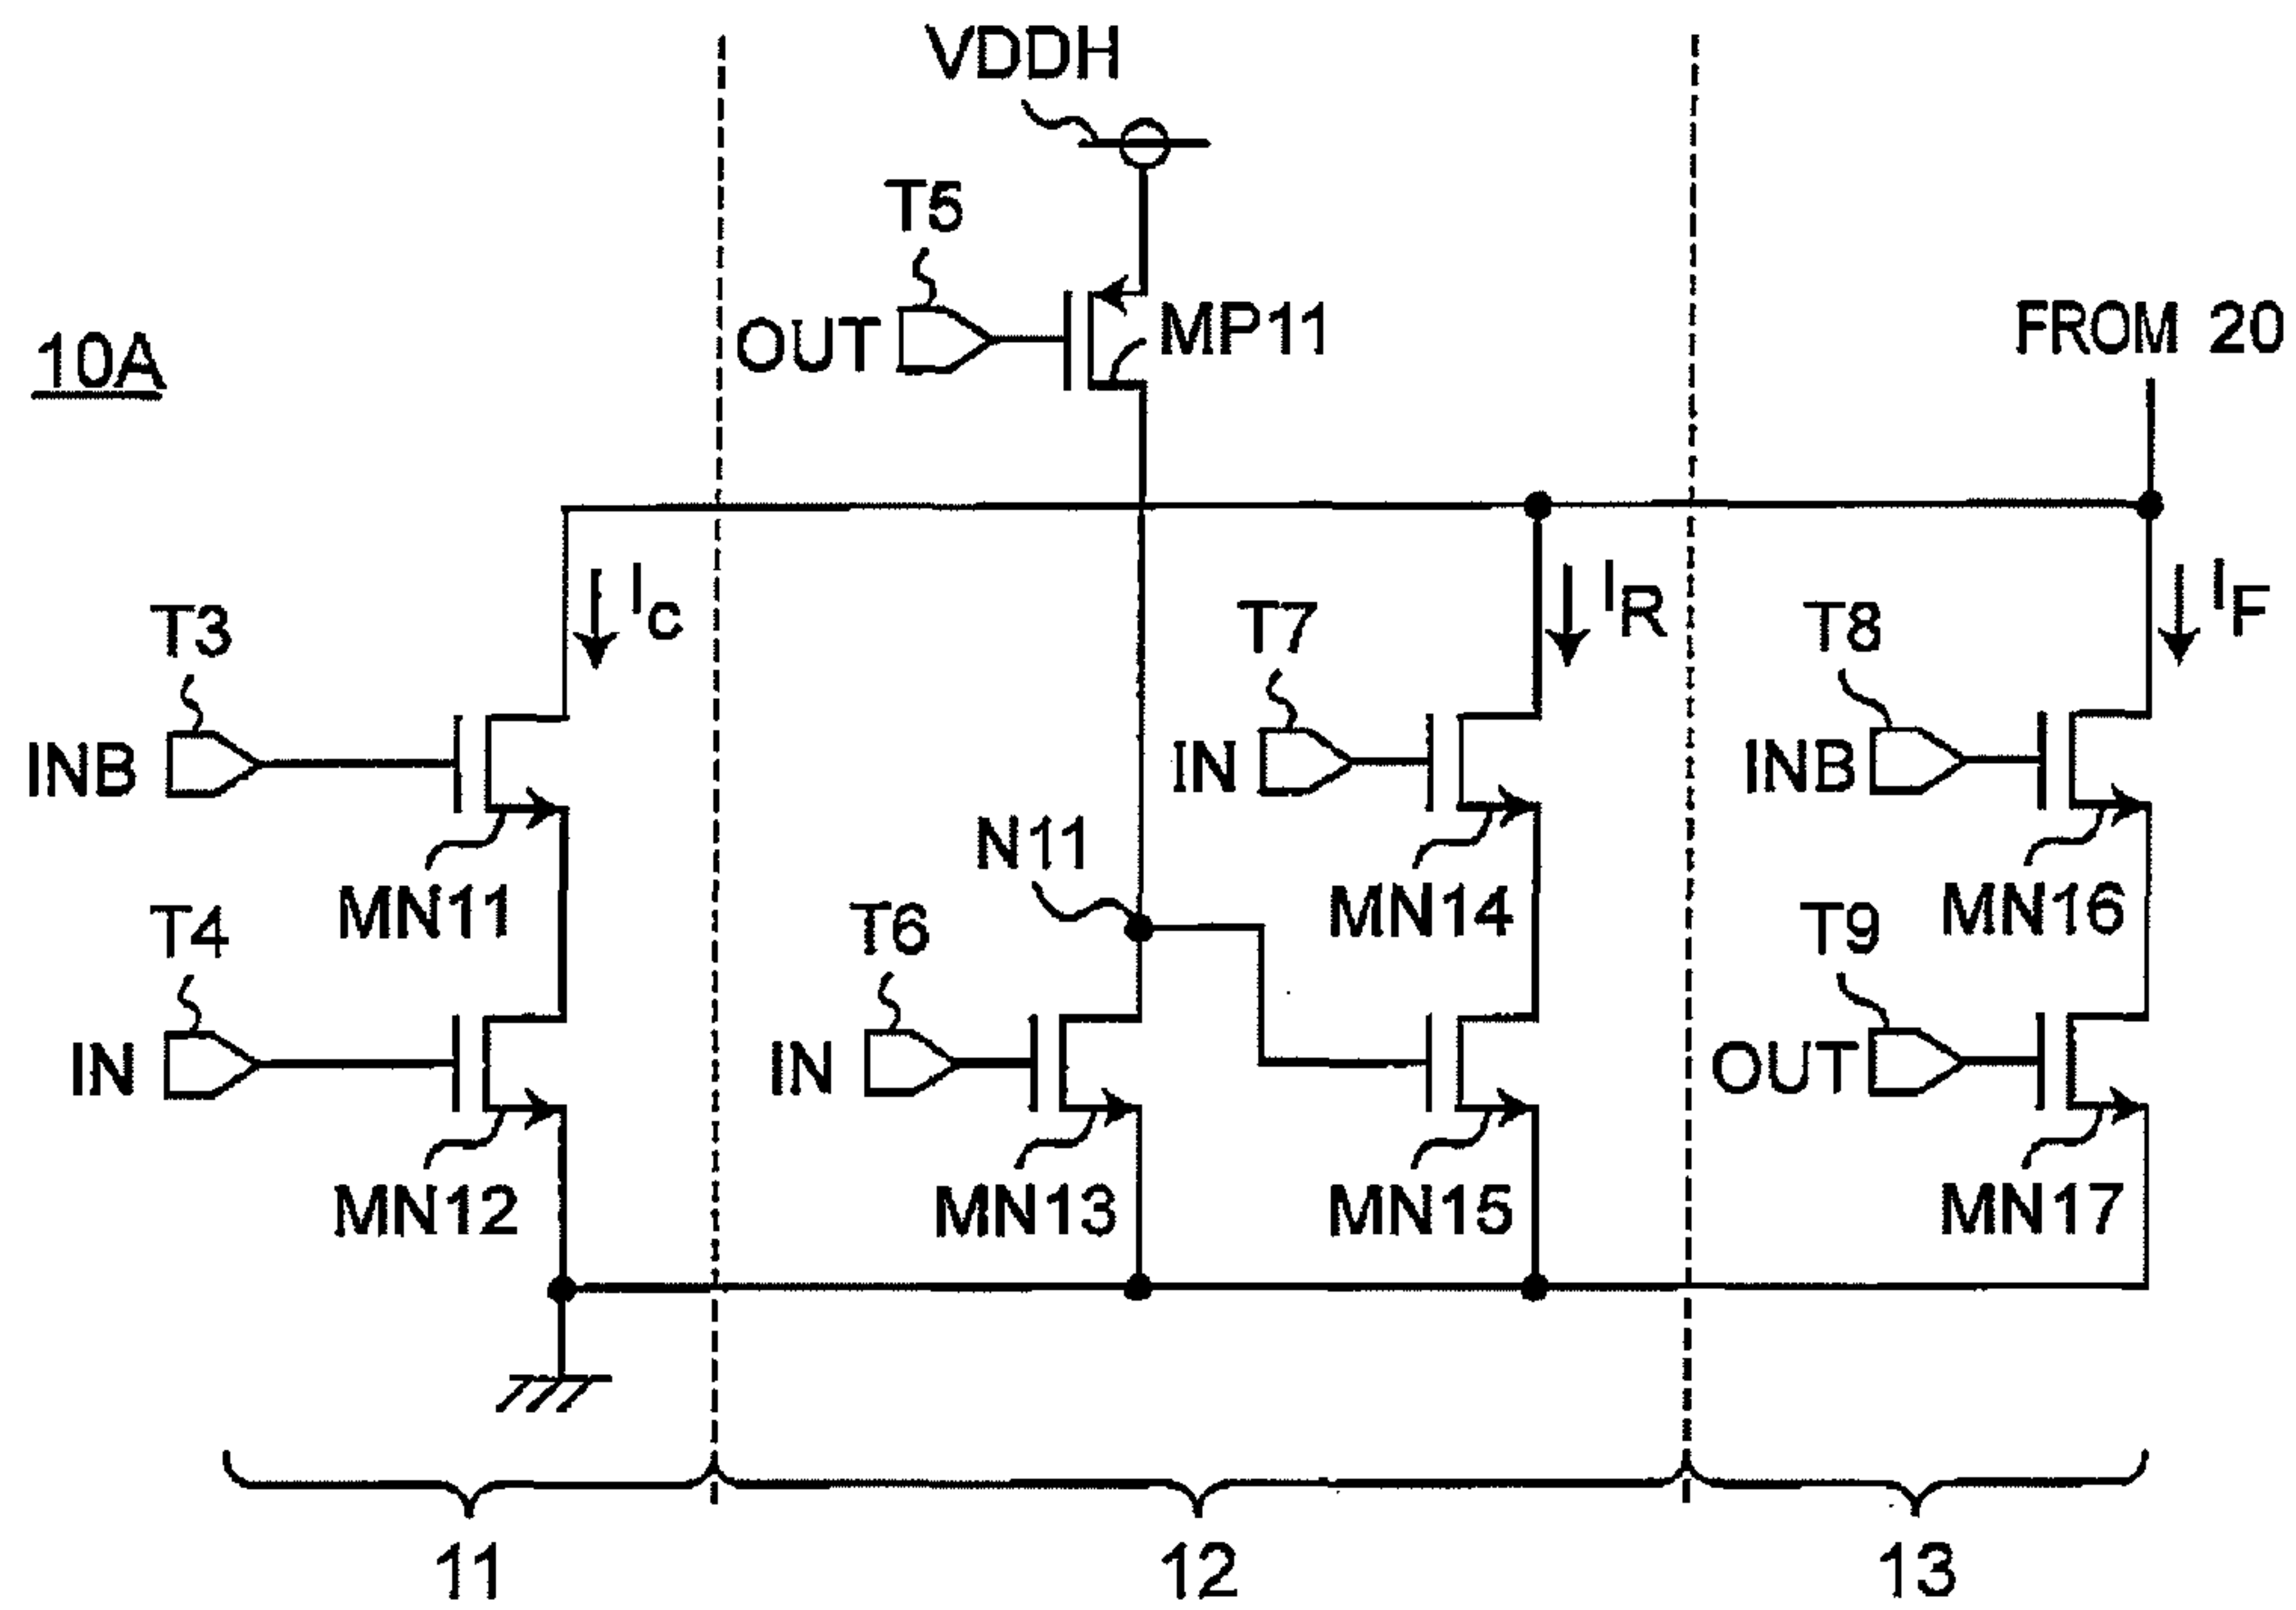 VDDH
T5
OUT
MP11
10A
FROM 20
IC
IR
IF
T3
INB
MN11
T7
IN
MN14
T8
INB
MN16
N11
T4
IN
MN12
T6
IN
MN13
MN15
T9
OUT
MN17
11
12
13